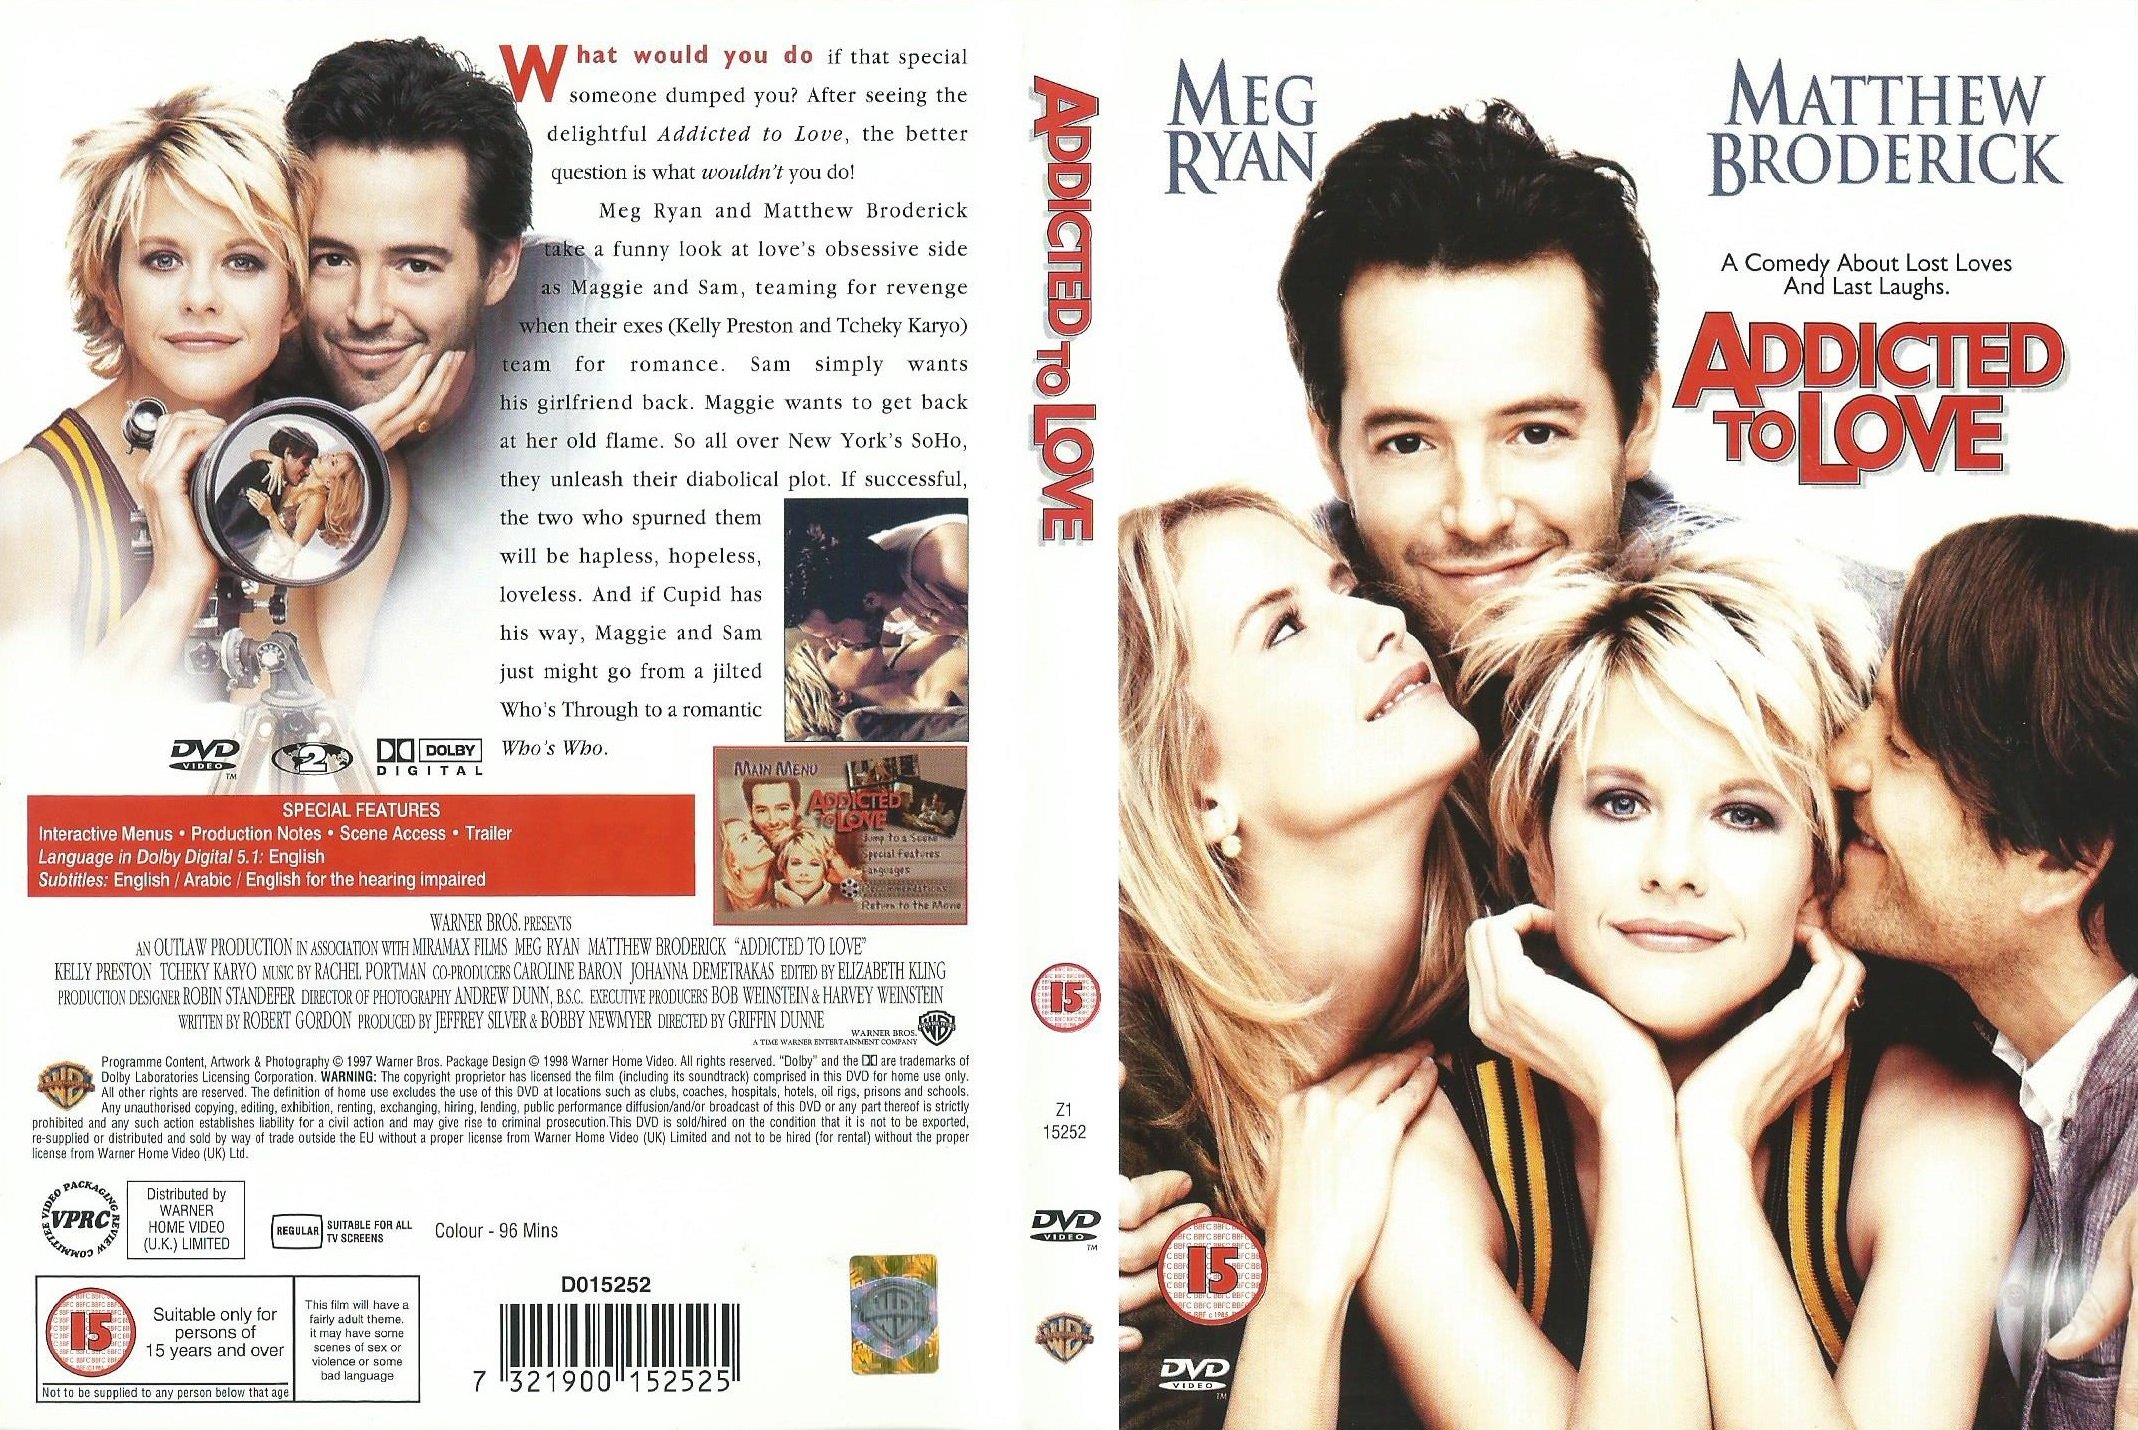 What would you do if that special
someone dumped you? After seeing the
delightful Addicted to Love, the better
question is what wouldn't you do!
Meg Ryan and Matthew Broderick
take a funny look at love's obsessive side
as Maggie and Sam, teaming for revenge
when their exes (Kelly Preston and Tcheky Karyo)
team for romance. Sam simply wants
his girlfriend back. Maggie wants to get back
at her old flame. So all over New York's SoHo,
they unleash their diabolical plot. If successful,
the two who spurned them
will be hapless, hopeless,
loveless. And if Cupid has
his way, Maggie and Sam
just might go from a jilted
Who's Through to a romantic
Who's Who.
DVD
VIDEO
TM
2
DOLBY
DIGITAL
MAIN MENU
ADDICTED
TO LOVE
Jump to a Scene
Special Features
Languages
Recommendations
Return to the Movie
SPECIAL FEATURES
Interactive Menus • Production Notes • Scene Access • Trailer
Language in Dolby Digital 5.1: English
Subtitles: English / Arabic / English for the hearing impaired
WARNER BROS. PRESENTS
AN OUTLAW PRODUCTION IN ASSOCIATION WITH MIRAMAX FILMS MEG RYAN MATTHEW BRODERICK "ADDICTED TO LOVE"
KELLY PRESTON TCHEKY KARYO MUSIC BY RACHEL PORTMAN CO-PRODUCERS CAROLINE BARON JOHANNA DEMETRAKAS EDITED BY ELIZABETH KLING
PRODUCTION DESIGNER ROBIN STANDEFER DIRECTOR OF PHOTOGRAPHY ANDREW DUNN, B.S.C. EXECUTIVE PRODUCERS BOB WEINSTEIN & HARVEY WEINSTEIN
WRITTEN BY ROBERT GORDON PRODUCED BY JEFFREY SILVER & BOBBY NEWMYER DIRECTED BY GRIFFIN DUNNE
WARNER BROS.
A TIME WARNER ENTERTAINMENT COMPANY
Programme Content, Artwork & Photography © 1997 Warner Bros. Package Design © 1998 Warner Home Video. All rights reserved. "Dolby" and the DD are trademarks of
Dolby Laboratories Licensing Corporation. WARNING: The copyright proprietor has licensed the film (including its soundtrack) comprised in this DVD for home use only.
All other rights are reserved. The definition of home use excludes the use of this DVD at locations such as clubs, coaches, hospitals, hotels, oil rigs, prisons and schools.
Any unauthorised copying, editing, exhibition, renting, exchanging, hiring, lending, public performance diffusion/and/or broadcast of this DVD or any part thereof is strictly
prohibited and any such action establishes liability for a civil action and may give rise to criminal prosecution.This DVD is sold/hired on the condition that it is not to be exported,
re-supplied or distributed and sold by way of trade outside the EU without a proper license from Warner Home Video (UK) Limited and not to be hired (for rental) without the proper
license from Warner Home Video (UK) Ltd.
VIDEO PACKAGING REVIEW COMMITTEE
VPRC
Distributed by
WARNER
HOME VIDEO
(U.K.) LIMITED
REGULAR
SUITABLE FOR ALL
TV SCREENS
Colour - 96 Mins
15
Suitable only for
persons of
15 years and over
Not to be supplied to any person below that age
This film will have a
fairly adult theme.
it may have some
scenes of sex or
violence or some
bad language
D015252
7 321900 152525
ADDICTED TO LOVE
15
Z1
15252
DVD
VIDEO
TM
MEG
RYAN
MATTHEW
BRODERICK
A Comedy About Lost Loves
And Last Laughs.
ADDICTED
TO LOVE
15
DVD
VIDEO
TM